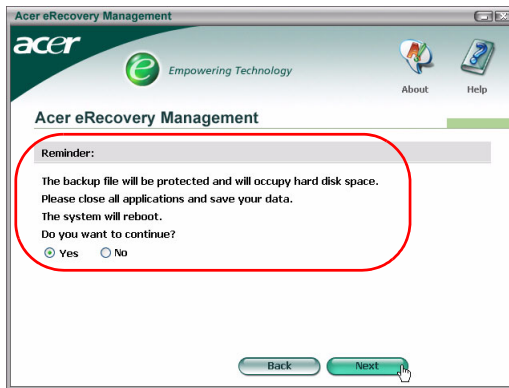 Acer eRecovery Management
acer
e Empowering Technology
About Help
Acer eRecovery Management
Reminder:
The backup file will be protected and will occupy hard disk space.
Please close all applications and save your data.
The system will reboot.
Do you want to continue?
Yes No
Back Next